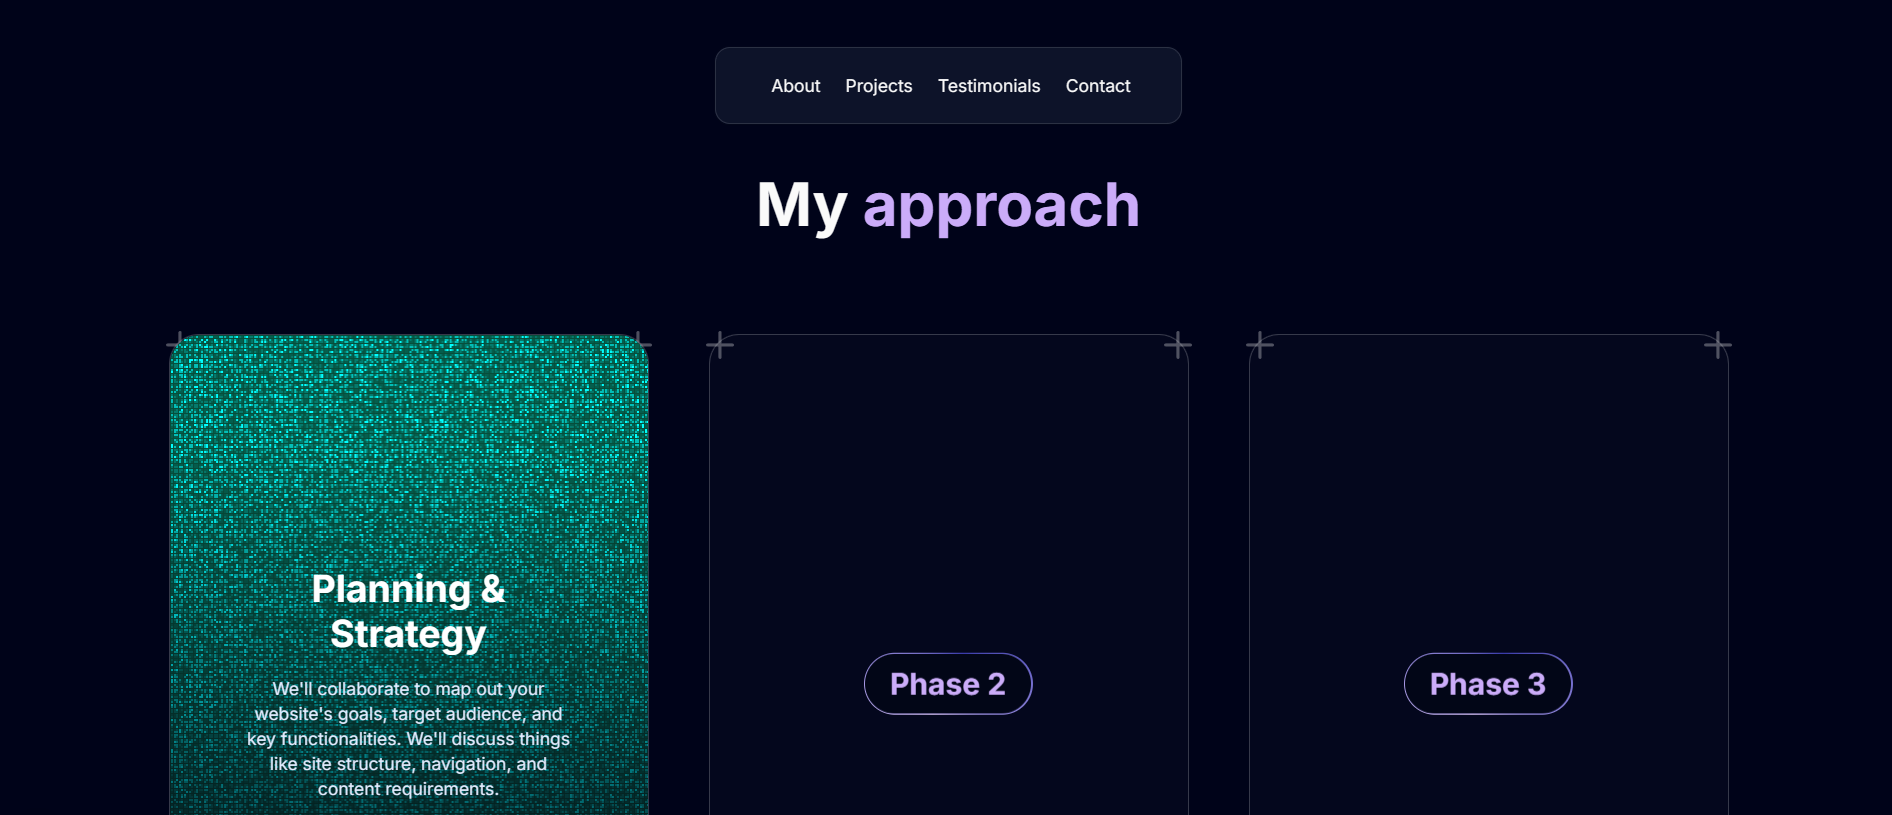 About Projects Testimonials Contact
My approach
Planning &
Strategy
We'll collaborate to map out your
website's goals, target audience, and
key functionalities. We'll discuss things
like site structure, navigation, and
content requirements.
Phase 2
Phase 3